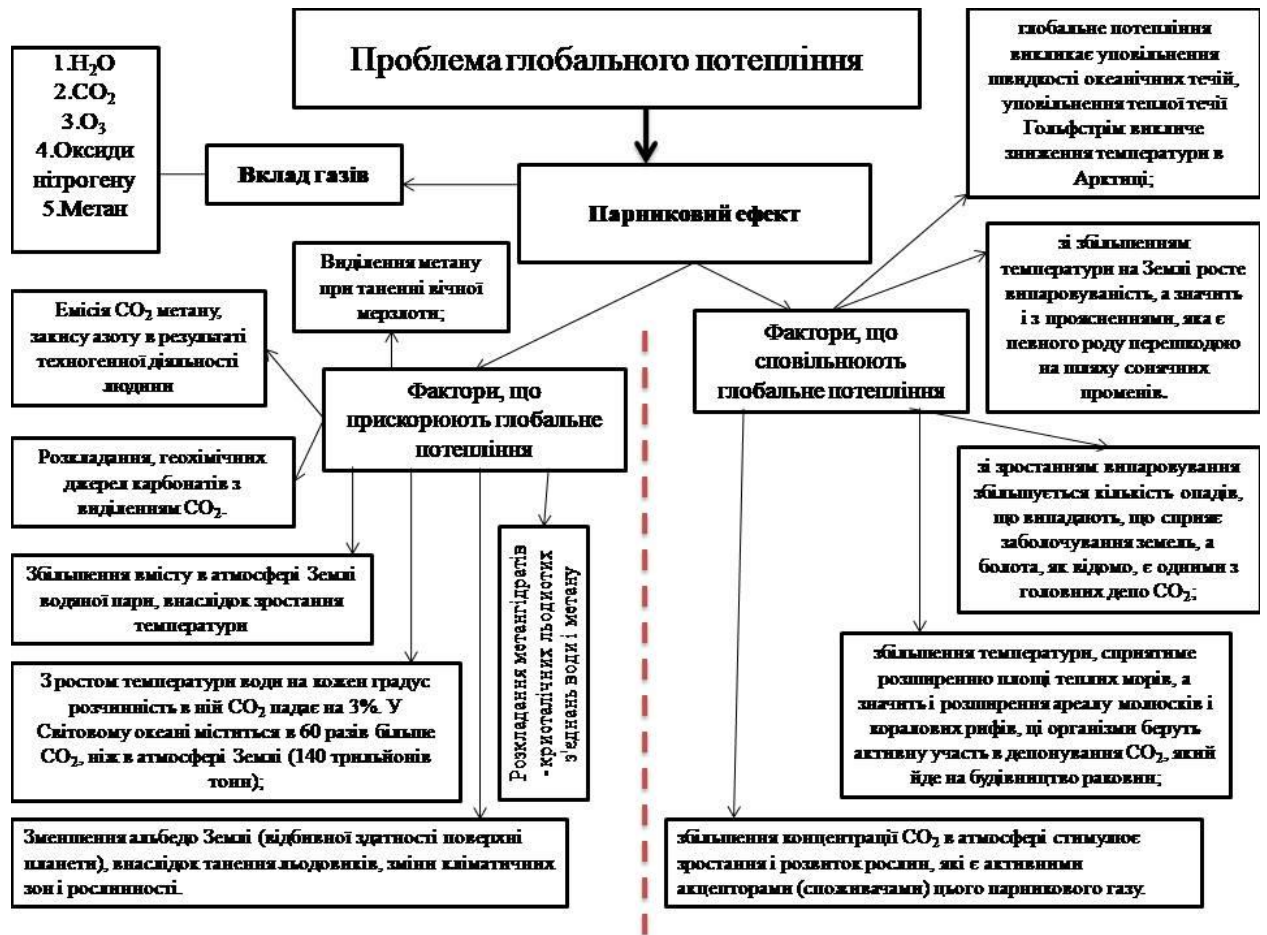 Проблема глобального потепління
1.H₂O
2.CO₂
3.O₃
4.Оксиди
нітрогену
5.Метан
Вклад газів
Парниковий ефект
глобальне потепління
викликає уповільнення
швидкості океанічних течій,
уповільнення теплої течії
Гольфстрім викличе
зниження температури в
Арктиці;
Виділення метану
при таненні вічної
мерзлоти;
зі збільшенням
температури на Землі росте
випаровуваність, а значить
і з проясненнями, яка є
певного роду перешкодою
на шляху сонячних
променів.
Емісія CO₂ метану,
закису азоту в результаті
техногенної діяльності
людини
Фактори, що
прискорюють глобальне
потепління
Фактори, що
сповільнюють
глобальне потепління
Розкладання, геохімічних
джерел карбонатів з
виділенням CO₂.
зі зростанням випаровування
збільшується кількість опадів,
що випадають, що сприяє
заболочування земель, а
болота, як відомо, є одними з
головних депо CO₂;
Збільшення вмісту в атмосфері Землі
водяної пари, внаслідок зростання
температури
Розкладання метангідратів
- кристалічних льодистих
з'єднань води і метану
З ростом температури води на кожен градус
розчинність в ній CO₂ падає на 3%. У
Світовому океані міститься в 60 разів більше
CO₂, ніж в атмосфері Землі (140 трильйонів
тонн);
збільшення температури, сприятиме
розширенню площі теплих морів, а
значить і розширення ареалу молюсків і
коралових рифів, ці організми беруть
активну участь в депонування CO₂, який
йде на будівництво раковин;
Зменшення альбедо Землі (відбивної здатності поверхні
планети), внаслідок танення льодовиків, зміни кліматичних
зон і рослинності.
збільшення концентрації CO₂ в атмосфері стимулює
зростання і розвиток рослин, які є активними
акцепторами (споживачами) цього парникового газу.